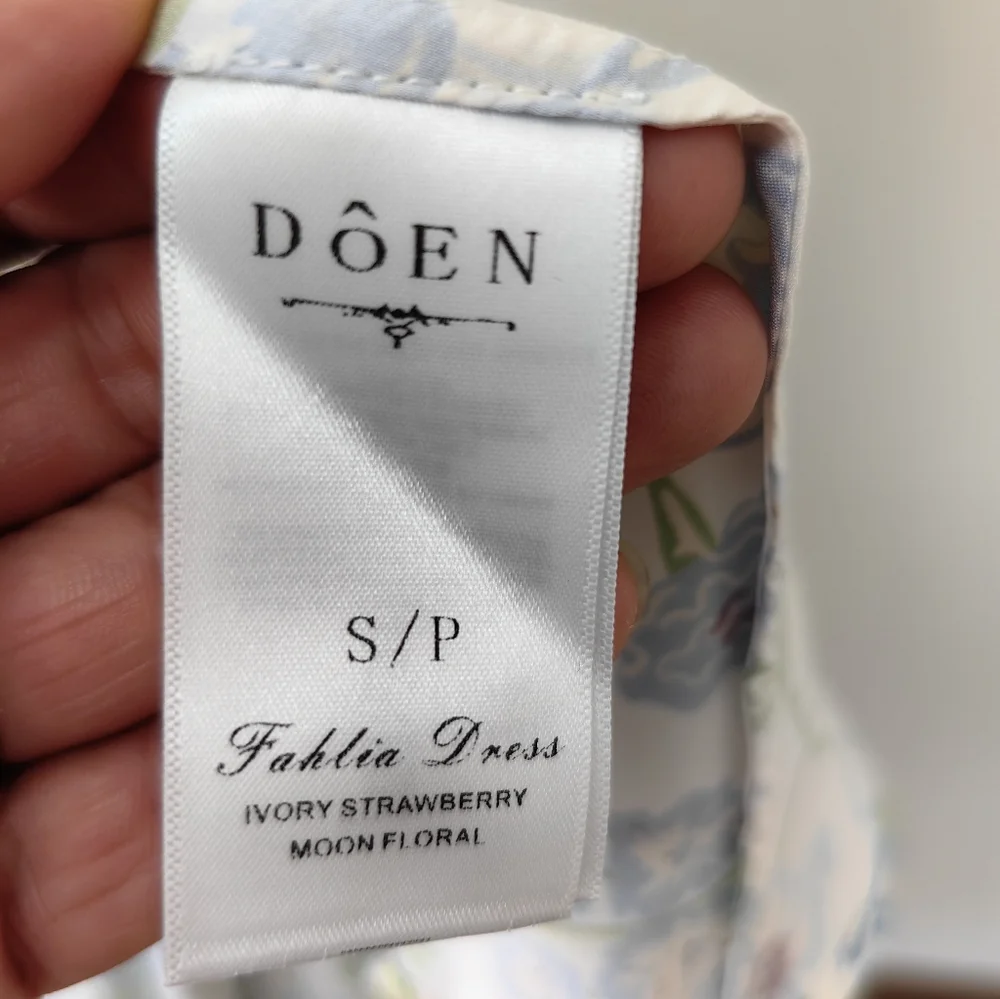 DÔEN
S/P
Fahlia Dress
IVORY STRAWBERRY
MOON FLORAL